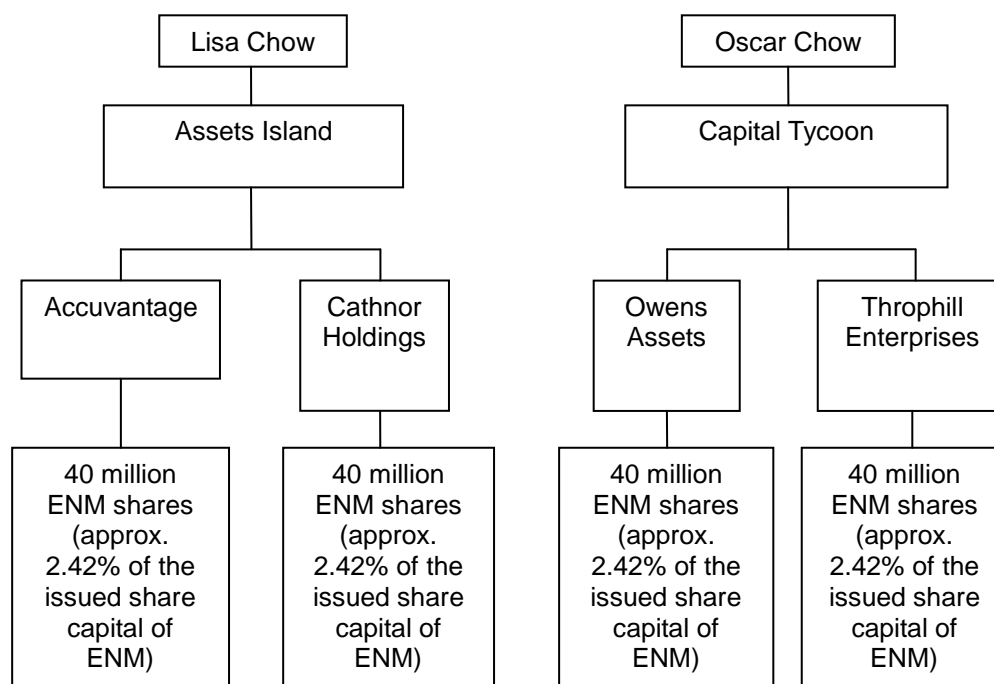 Lisa Chow
Assets Island
Accuvantage
Cathnor
Holdings
40 million
ENM shares
(approx.
2.42% of the
issued share
capital of
ENM)
40 million
ENM shares
(approx.
2.42% of the
issued share
capital of
ENM)
Oscar Chow
Capital Tycoon
Owens
Assets
Throphill
Enterprises
40 million
ENM shares
(approx.
2.42% of the
issued share
capital of
ENM)
40 million
ENM shares
(approx.
2.42% of the
issued share
capital of
ENM)